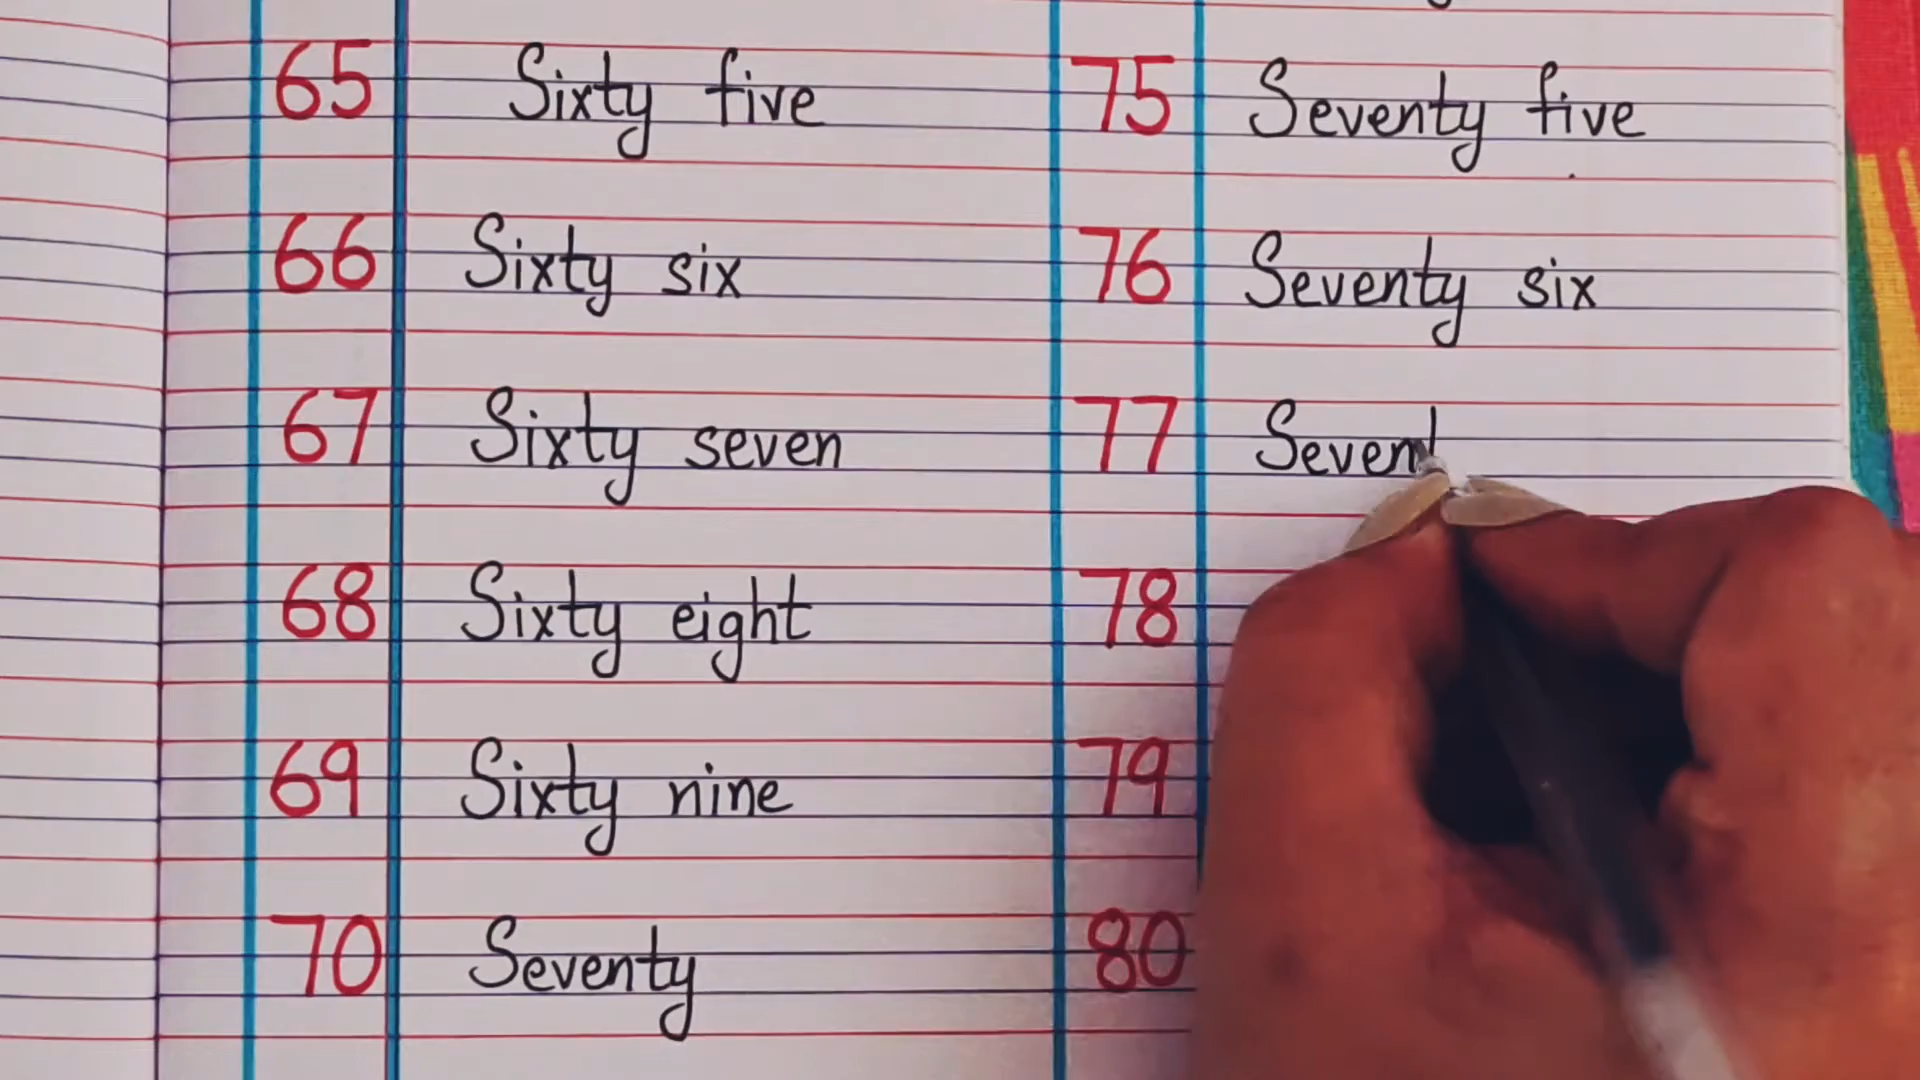 65 Sixty five
66 Sixty six
67 Sixty seven
68 Sixty eight
69 Sixty nine
70 Seventy
75 Seventy five
76 Seventy six
77 Sevent
78
79
80